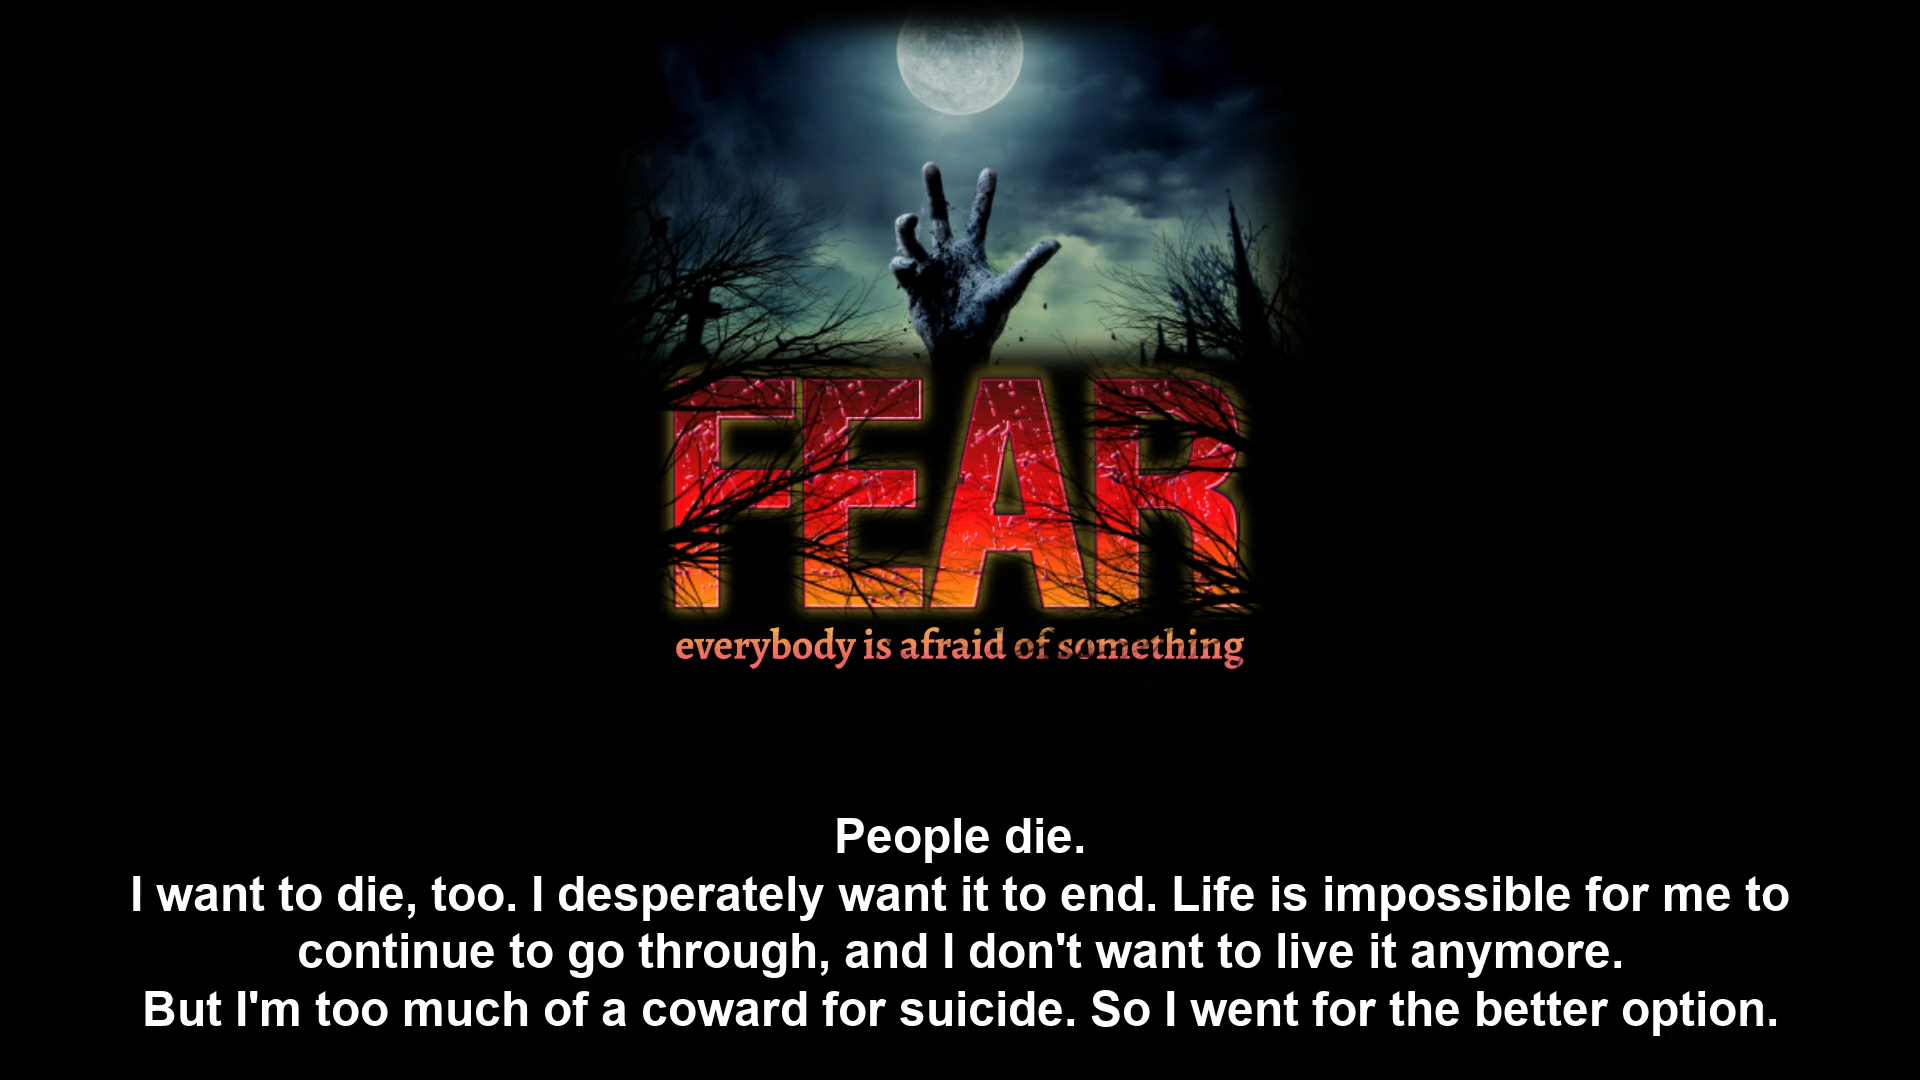 FEAR
everybody is afraid of something
People die.
I want to die, too. I desperately want it to end. Life is impossible for me to
continue to go through, and I don't want to live it anymore.
But I'm too much of a coward for suicide. So I went for the better option.